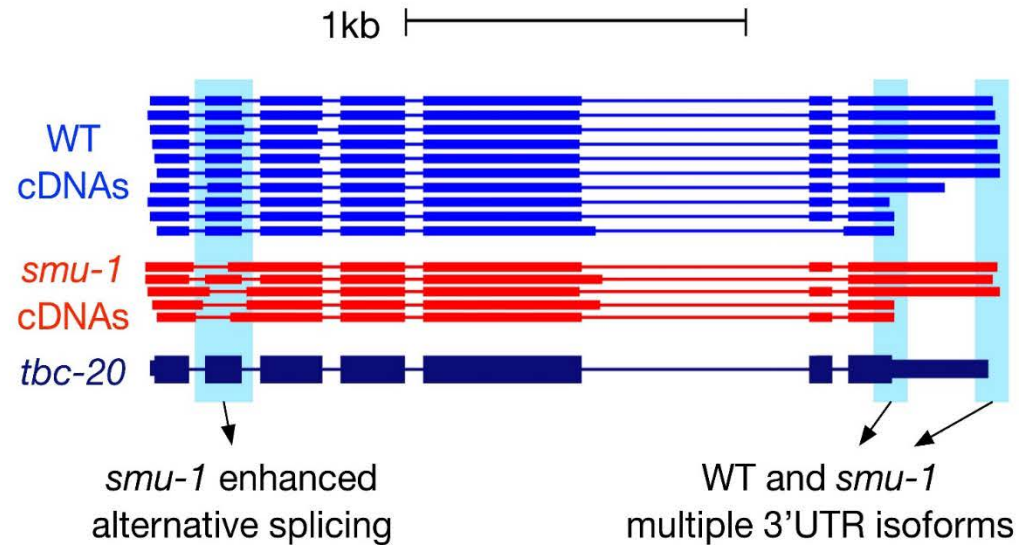 1kb
WT
cDNAs
smu-1
cDNAs
tbc-20
smu-1 enhanced
alternative splicing
WT and smu-1
multiple 3'UTR isoforms